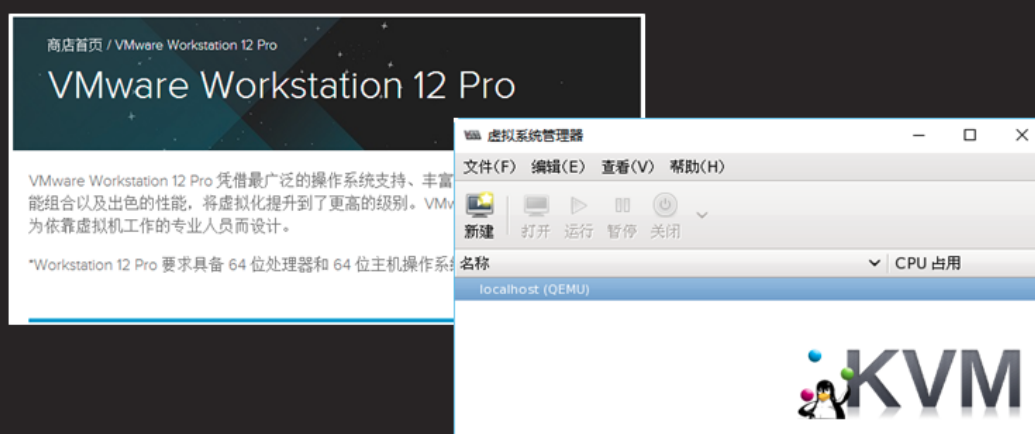 商店首页 / VMware Workstation 12 Pro
VMware Workstation 12 Pro
VMware Workstation 12 Pro 凭借最广泛的操作系统支持、丰富
能组合以及出色的性能，将虚拟化提升到了更高的级别。VMw
为依靠虚拟机工作的专业人员而设计。
*Workstation 12 Pro 要求具备 64 位处理器和 64 位主机操作系统
虚拟系统管理器
文件(F) 编辑(E) 查看(V) 帮助(H)
新建 打开 运行 暂停 关闭
名称 CPU 占用
localhost (QEMU)
KVM